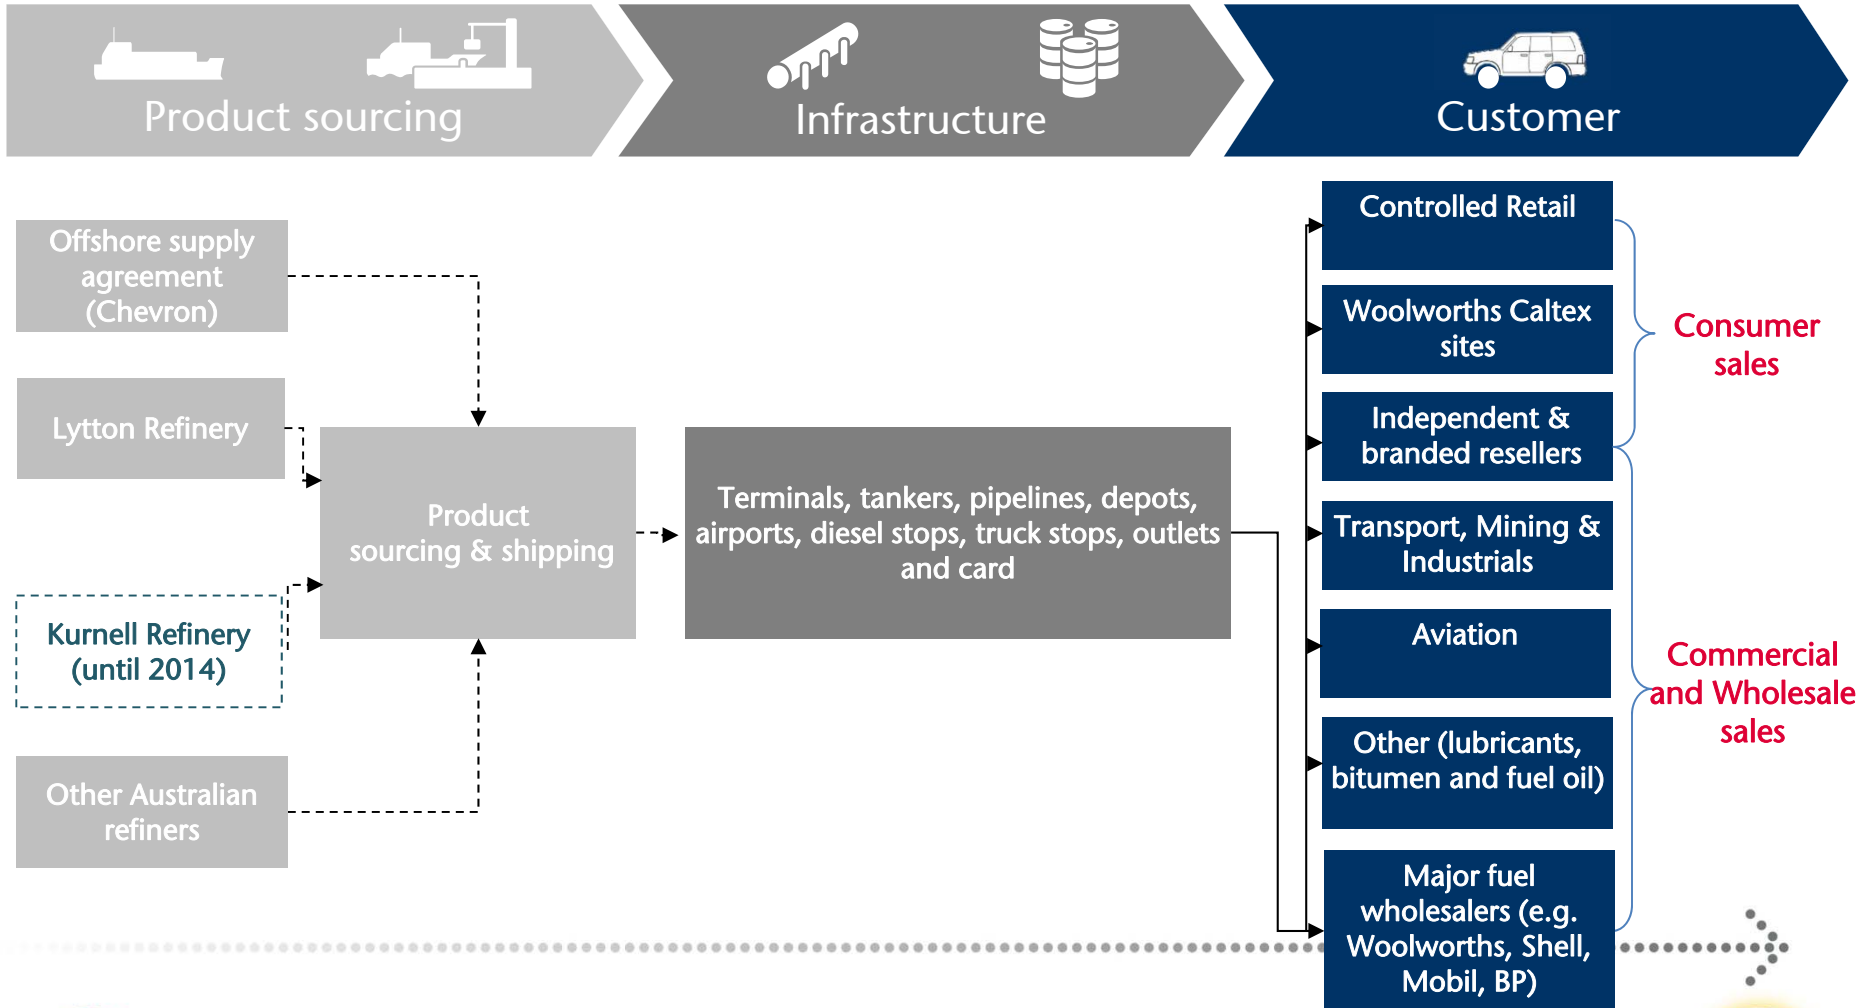 Product sourcing
Infrastructure
Customer
Offshore supply
agreement
(Chevron)
Lytton Refinery
Kurnell Refinery
(until 2014)
Other Australian
refiners
Product
sourcing & shipping
Terminals, tankers, pipelines, depots,
airports, diesel stops, truck stops, outlets
and card
Controlled Retail
Woolworths Caltex
sites
Independent &
branded resellers
Transport, Mining &
Industrials
Aviation
Other (lubricants,
bitumen and fuel oil)
Major fuel
wholesalers (e.g.
Woolworths, Shell,
Mobil, BP)
Consumer
sales
Commercial
and Wholesale
sales